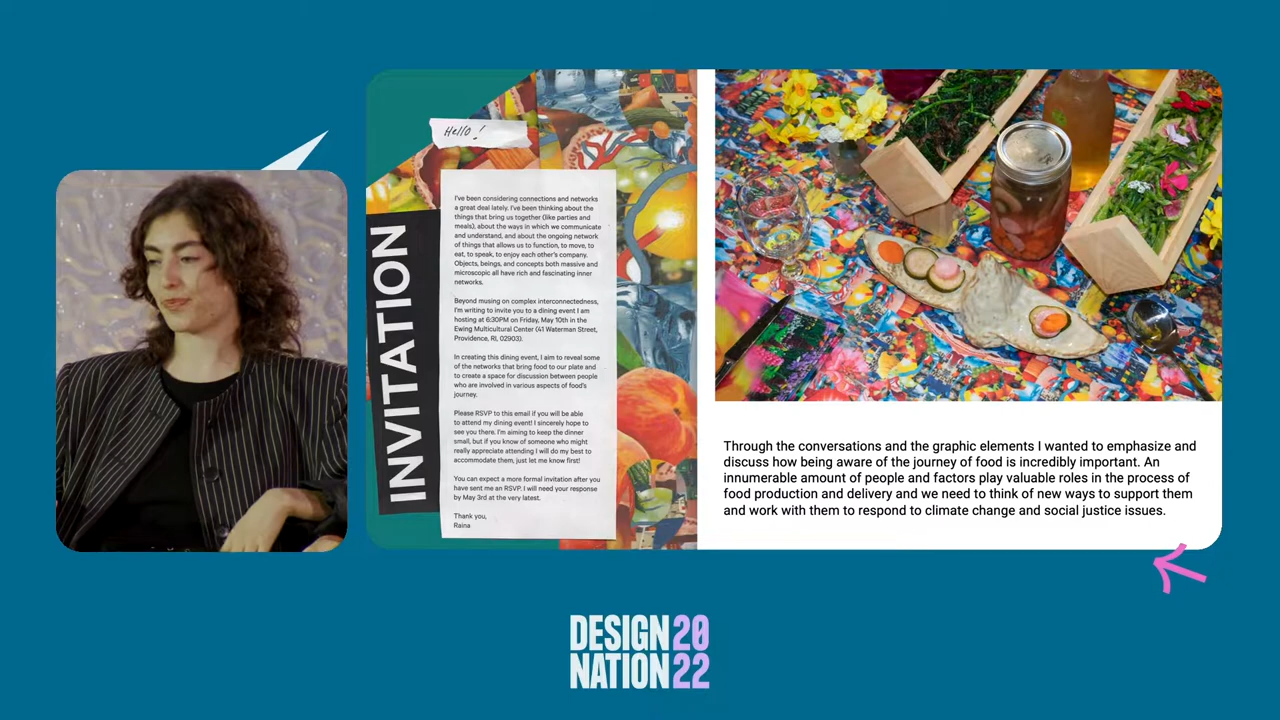 Hello!
INVITATION
I've been considering connections and networks
a great deal lately. I've been thinking about the
things that bring us together (like parties and
meals), about the ways in which we communicate
and understand, and about the ongoing network
of things that allows us to function, to move, to
eat, to speak, to enjoy each other's company.
Objects, beings, and concepts both massive and
microscopic all have rich and fascinating inner
networks.
Beyond musing on complex interconnectedness,
I'm writing to invite you to a dining event I am
hosting at 6:30PM on Friday, May 10th in the
Ewing Multicultural Center (41 Waterman Street,
Providence, RI, 02903).
In creating this dining event, I aim to reveal some
of the networks that bring food to our plate and
to create a space for discussion between people
who are involved in various aspects of food's
journey.
Please RSVP to this email if you will be able
to attend my dining event! I sincerely hope to
see you there. I'm aiming to keep the dinner
small, but if you know of someone who might
really appreciate attending I will do my best to
accommodate them, just let me know first!
You can expect a more formal invitation after you
have sent me an RSVP. I will need your response
by May 3rd at the very latest.
Thank you,
Raina
Through the conversations and the graphic elements I wanted to emphasize and
discuss how being aware of the journey of food is incredibly important. An
innumerable amount of people and factors play valuable roles in the process of
food production and delivery and we need to think of new ways to support them
and work with them to respond to climate change and social justice issues.
DESIGN 20
NATION 22